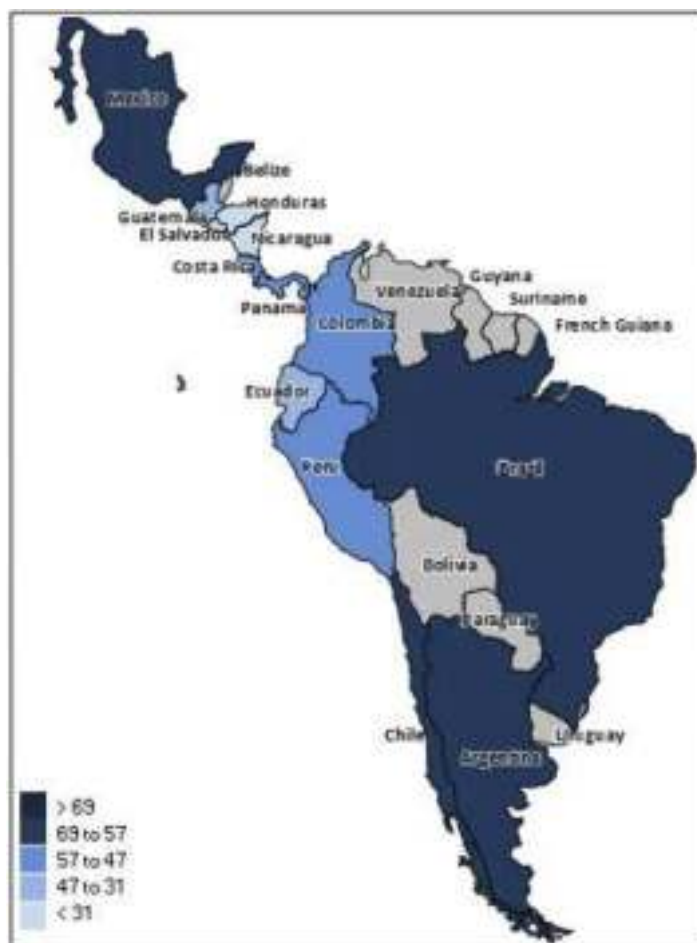 Mexico
Belize
Honduras
Guatemala
El Salvador
Nicaragua
Costa Rica
Panama
Venezuela
Guyana
Suriname
French Guiana
Colombia
Ecuador
Peru
Brazil
Bolivia
Paraguay
Chile
Uruguay
Argentina
> 69
69 to 57
57 to 47
47 to 31
< 31